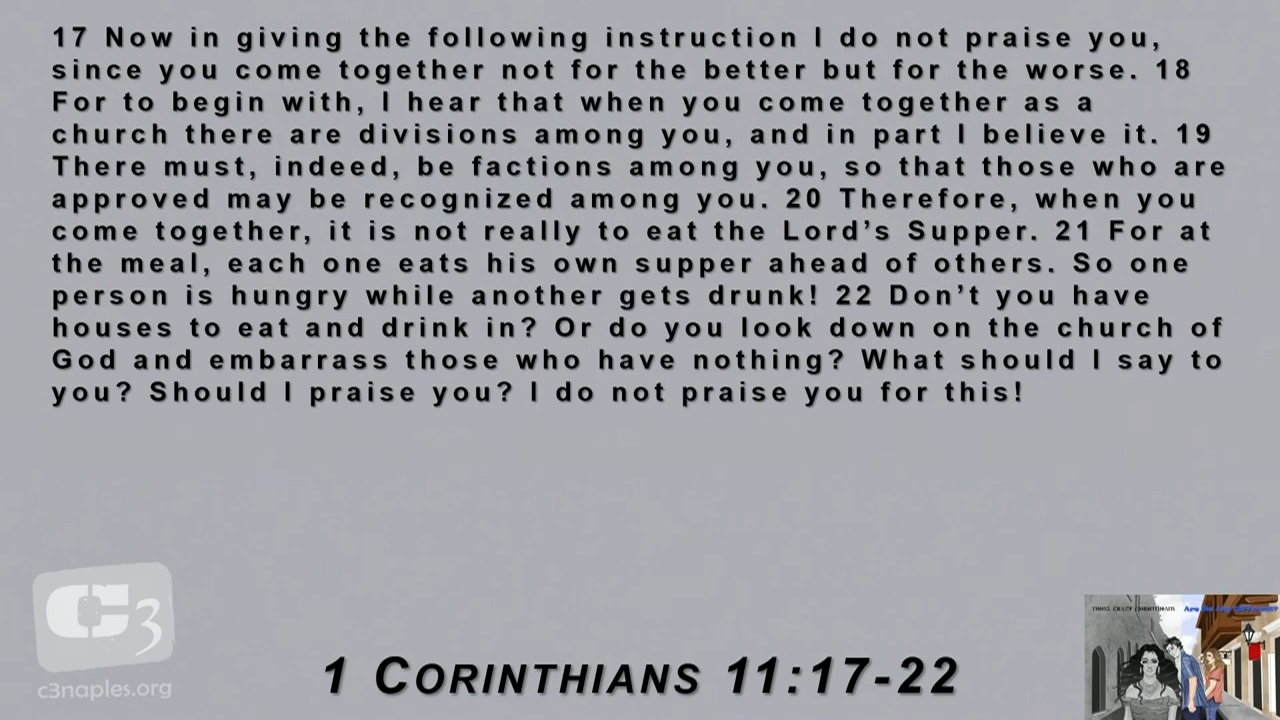 17 Now in giving the following instruction I do not praise you,
since you come together not for the better but for the worse. 18
For to begin with, I hear that when you come together as a
church there are divisions among you, and in part I believe it. 19
There must, indeed, be factions among you, so that those who are
approved may be recognized among you. 20 Therefore, when you
come together, it is not really to eat the Lord’s Supper. 21 For at
the meal, each one eats his own supper ahead of others. So one
person is hungry while another gets drunk! 22 Don’t you have
houses to eat and drink in? Or do you look down on the church of
God and embarrass those who have nothing? What should I say to
you? Should I praise you? I do not praise you for this!
C3
c3naples.org
1 CORINTHIANS 11:17-22
THOSE CRAZY CORINTHIANS